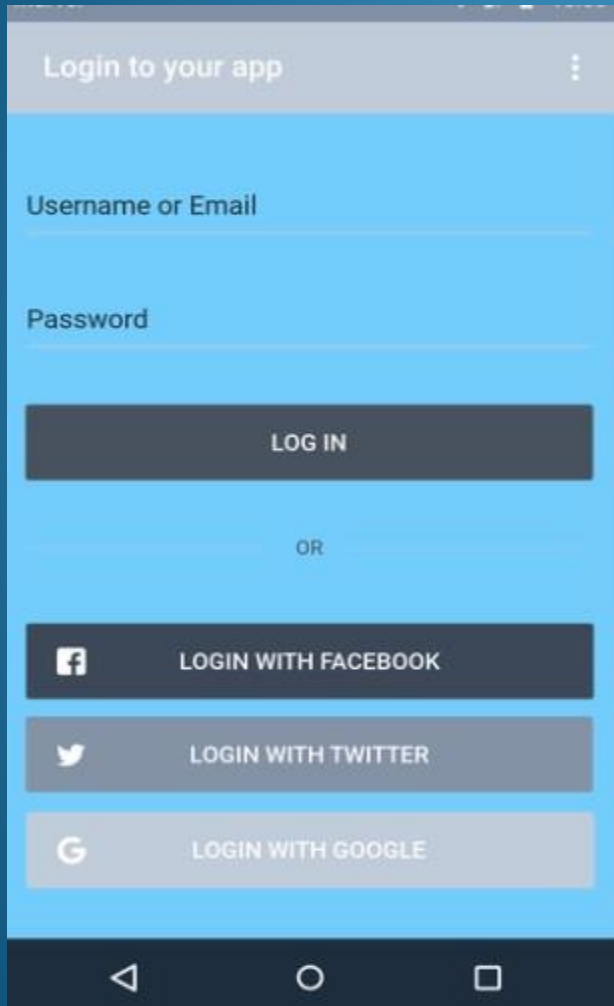 Login to your app
Username or Email
Password
LOG IN
OR
LOGIN WITH FACEBOOK
LOGIN WITH TWITTER
LOGIN WITH GOOGLE